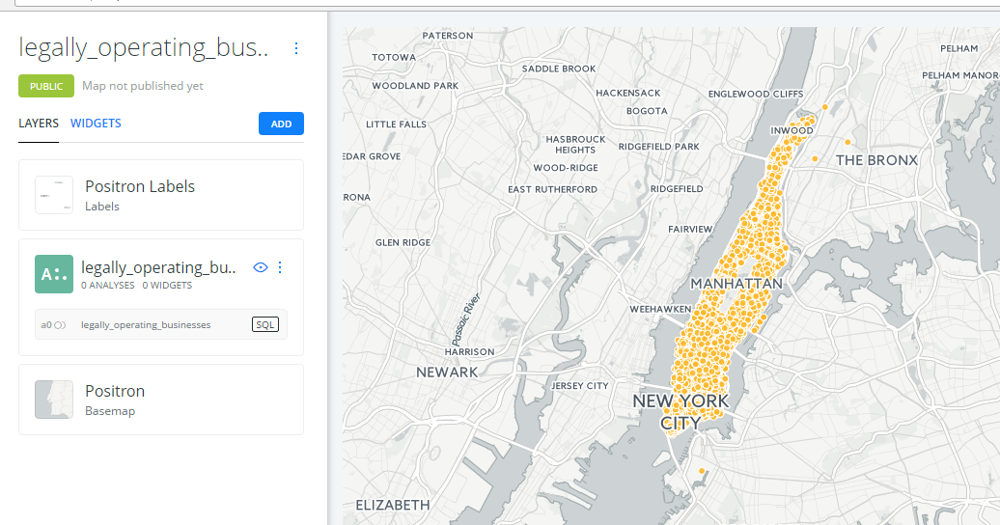 legally_operating_bus..
PUBLIC
Map not published yet
LAYERS
WIDGETS
ADD
Positron Labels
Labels
A
legally_operating_bu..
0 ANALYSES 0 WIDGETS
a0
legally_operating_businesses
SQL
Positron
Basemap
PATERSON
TOTOWA
SADDLE BROOK
WOODLAND PARK
HACKENSACK
ENGLEWOOD CLIFFS
PELHAM
PELHAM MANOR
BOGOTA
LITTLE FALLS
INWOOD
HASBROUCK
HEIGHTS
RIDGEFIELD PARK
EDAR GROVE
THE BRONX
WOOD-RIDGE
EAST RUTHERFORD
RIDGEFIELD
RONA
FAIRVIEW
GLEN RIDGE
MANHATTAN
WEEHAWKEN
Passaic River
HARRISON
NEWARK
JERSEY CITY
NEW YORK
CITY
ELIZABETH